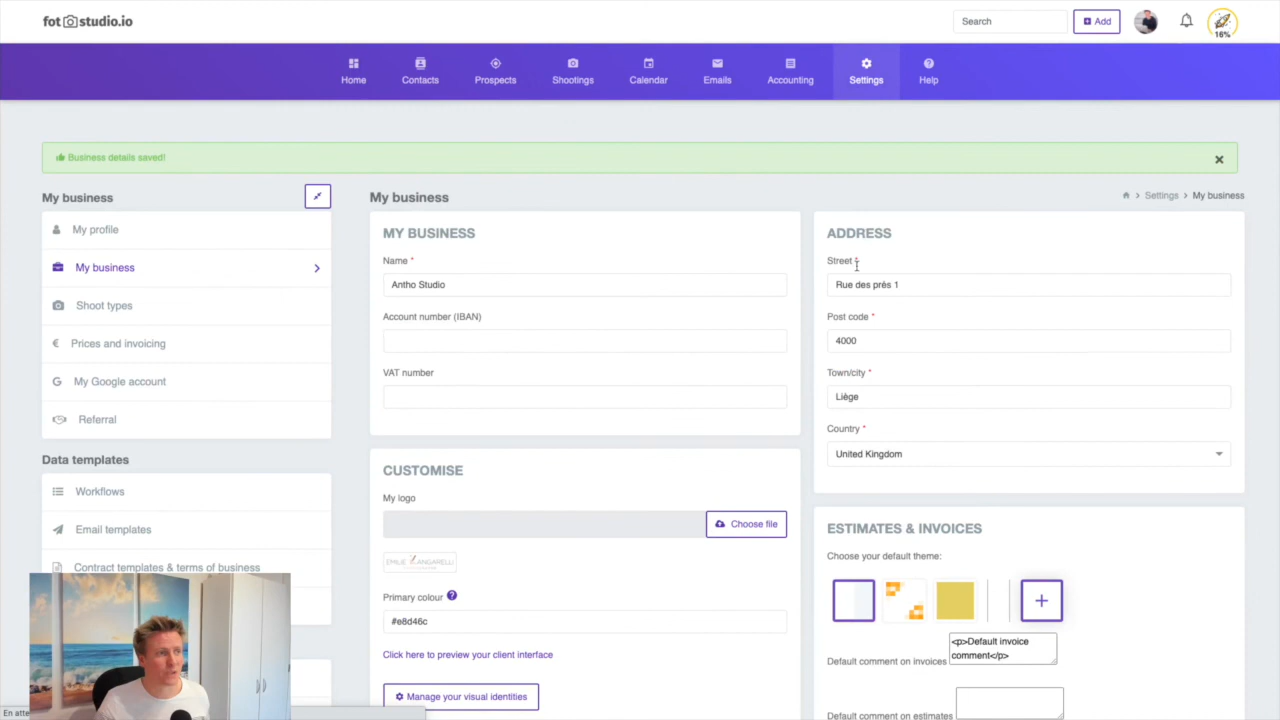 fotostudio.io
Search
Add
16%
Home
Contacts
Prospects
Shootings
Calendar
Emails
Accounting
Settings
Help
Business details saved!
My business
My profile
My business
Shoot types
Prices and invoicing
My Google account
Referral
Data templates
Workflows
Email templates
Contract templates & terms of business
My business
Settings > My business
MY BUSINESS
Name *
Antho Studio
Account number (IBAN)
VAT number
CUSTOMISE
My logo
Choose file
EMILIE ZANGARELLI
Primary colour
#e8d46c
Click here to preview your client interface
Manage your visual identities
ADDRESS
Street *
Rue des prés 1
Post code *
4000
Town/city *
Liège
Country *
United Kingdom
ESTIMATES & INVOICES
Choose your default theme:
<p>Default invoice
comment</p>
Default comment on invoices
Default comment on estimates
En atte